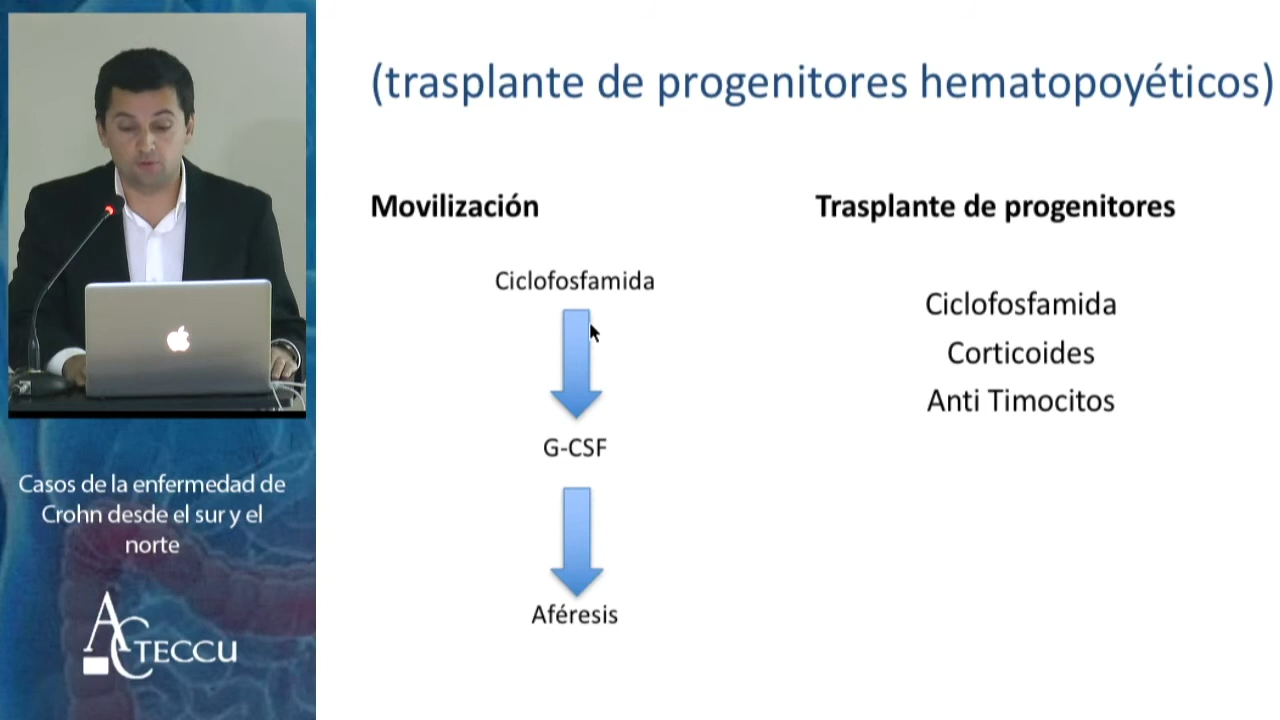 (trasplante de progenitores hematopoyéticos)
Movilización
Trasplante de progenitores
Ciclofosfamida
G-CSF
Aféresis
Ciclofosfamida
Corticoides
Anti Timocitos
Casos de la enfermedad de
Crohn desde el sur y el
norte
ACTECCU